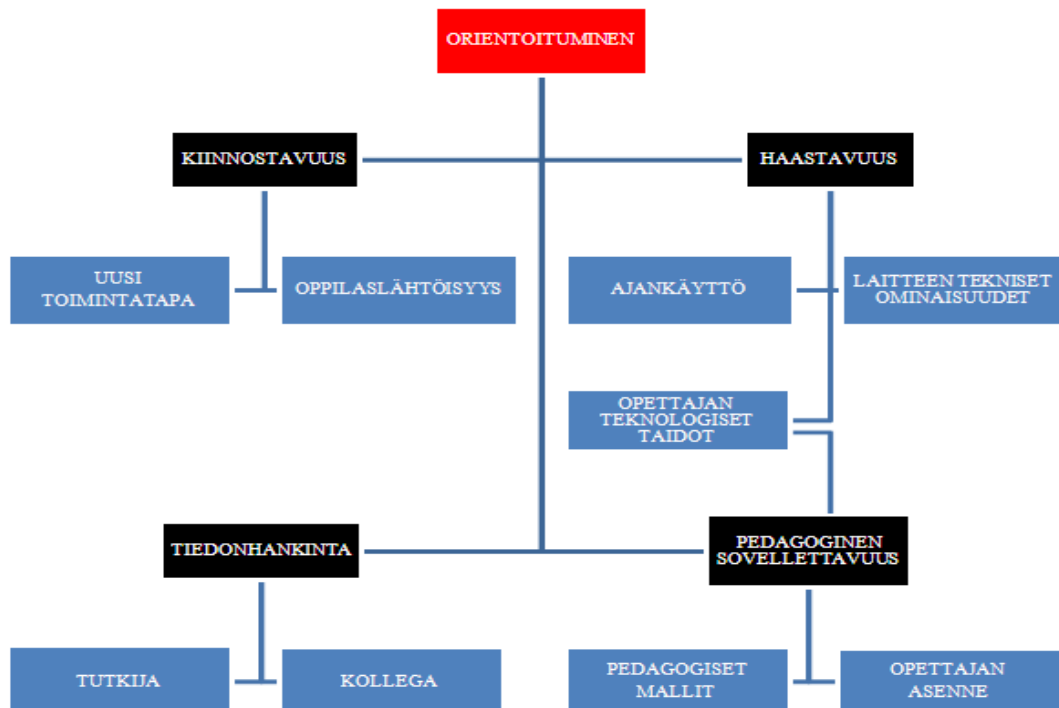 ORIENTOITUMINEN
KIINNOSTAVUUS
HAASTAVUUS
UUSI
TOIMINTATAPA
OPPILASLÄHTÖISYYS
AJANKÄYTTÖ
LAITTEEN TEKNISET
OMINAISUUDET
OPETTAJAN
TEKNOLOGISET
TAIDOT
TIEDONHANKINTA
PEDAGOGINEN
SOVELLETTAVUUS
TUTKIJA
KOLLEGA
PEDAGOGISET
MALLIT
OPETTAJAN
ASENNE